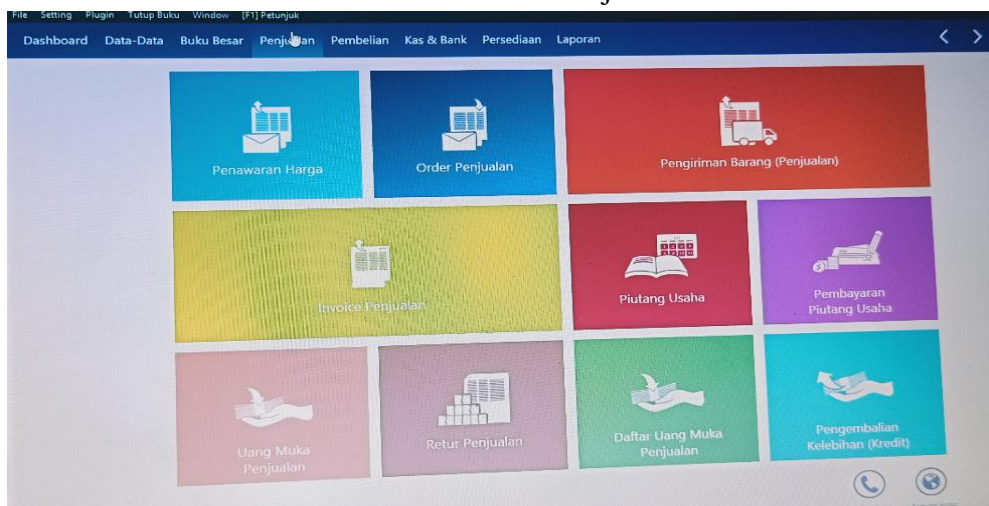 File Setting Plugin Tutup Buku Window [F1] Petunjuk
Dashboard Data-Data Buku Besar Penjualan Pembelian Kas & Bank Persediaan Laporan
Penawaran Harga
Order Penjualan
Pengiriman Barang (Penjualan)
Invoice Penjualan
Piutang Usaha
Pembayaran
Piutang Usaha
Uang Muka
Penjualan
Retur Penjualan
Daftar Uang Muka
Penjualan
Pengembalian
Kelebihan (Kredit)